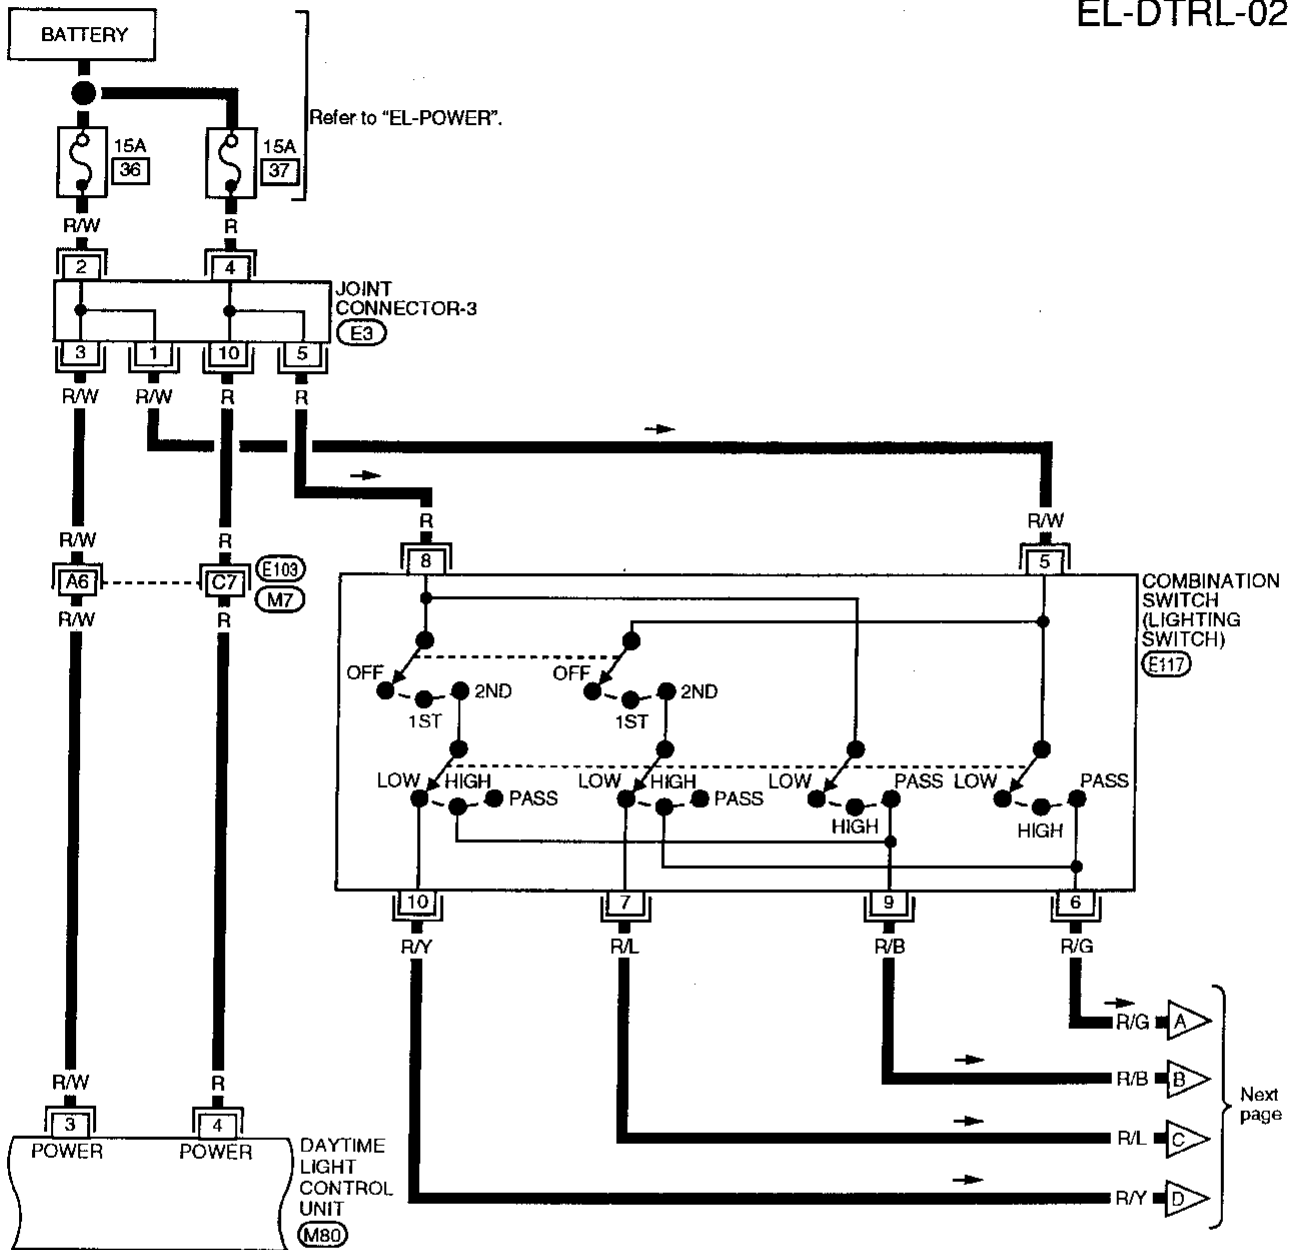 EL-DTRL-02
BATTERY
Refer to “EL-POWER”.
15A
36
15A
37
R/W
R
2
4
JOINT
CONNECTOR-3
E3
3
1
10
5
R/W
R/W
R
R
R
R/W
R/W
R
8
5
A6
C7
E103
M7
R/W
R
COMBINATION
SWITCH
(LIGHTING
SWITCH)
E117
OFF
1ST
2ND
OFF
1ST
2ND
LOW
HIGH
PASS
LOW
HIGH
PASS
LOW
HIGH
PASS
LOW
HIGH
PASS
10
7
9
6
R/Y
R/L
R/B
R/G
R/G
A
R/B
B
R/L
C
R/Y
D
Next
page
R/W
R
3
4
POWER
POWER
DAYTIME
LIGHT
CONTROL
UNIT
M80